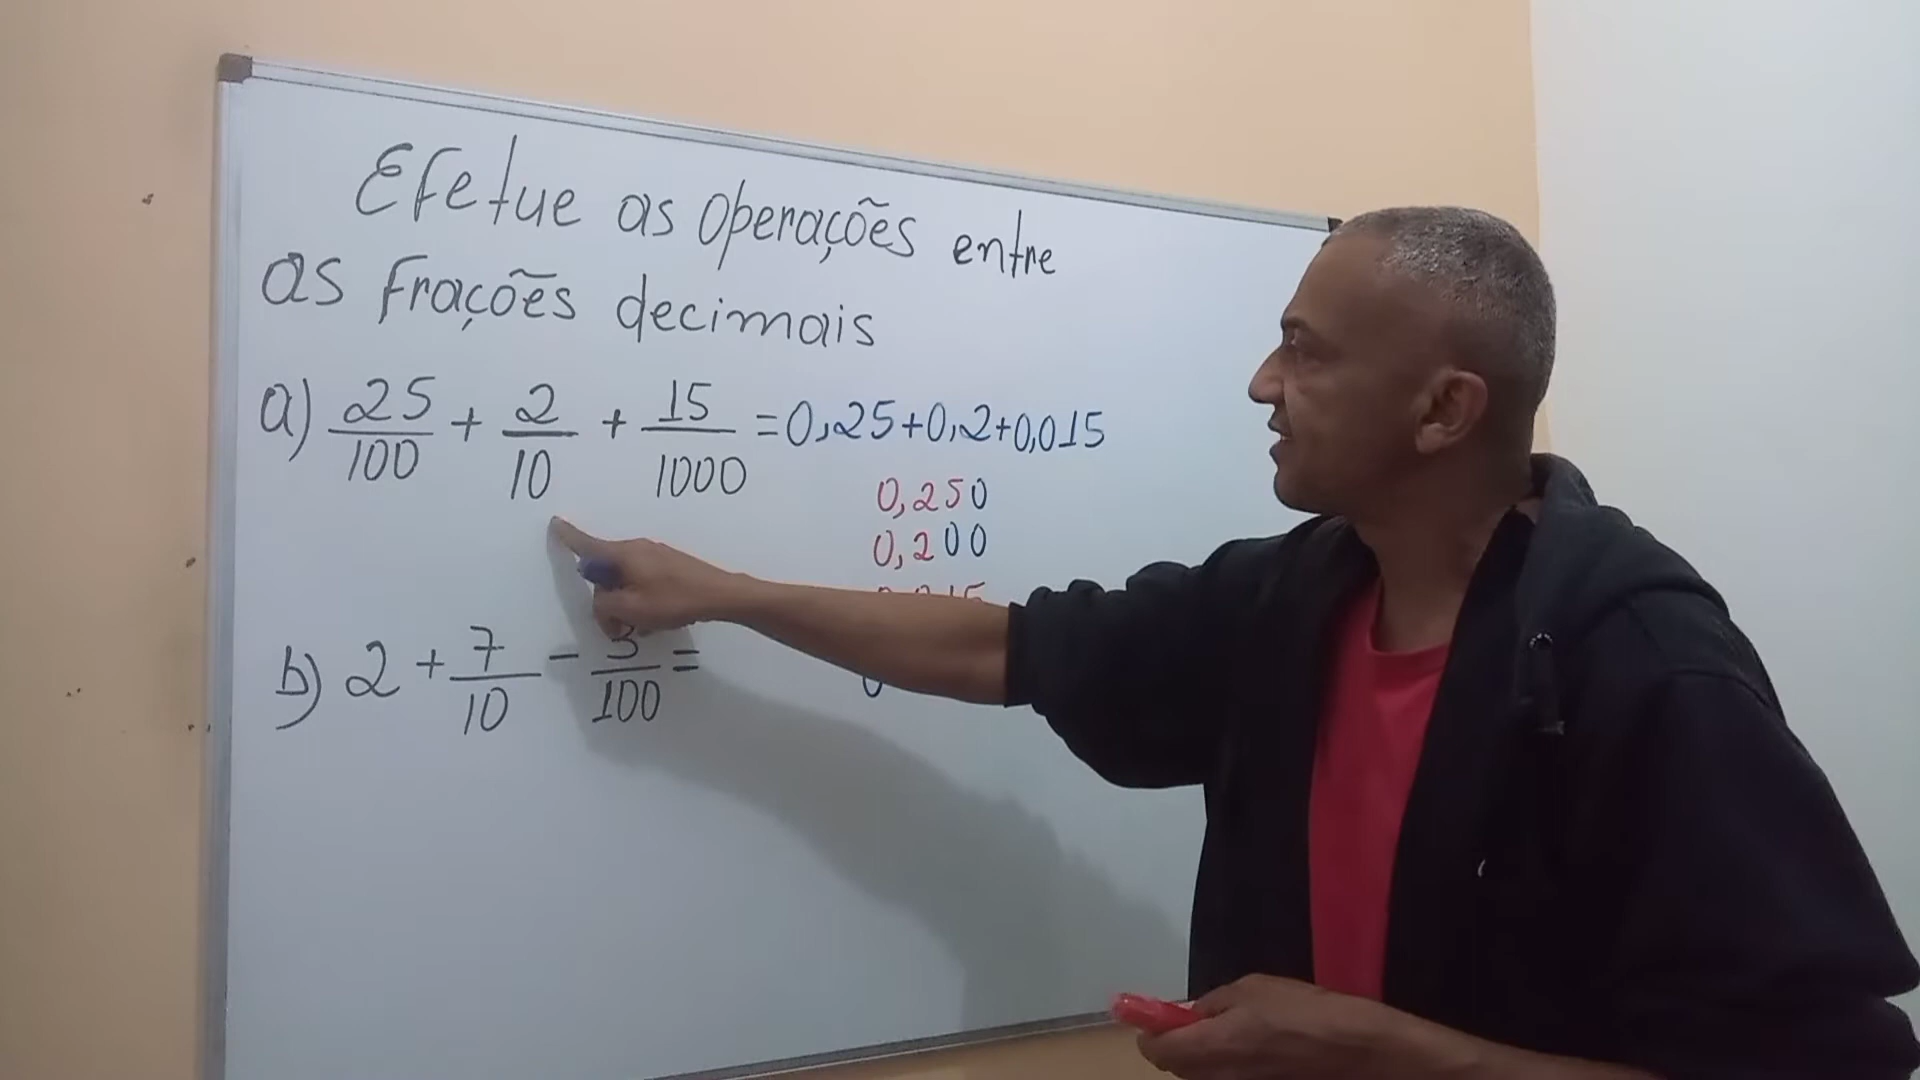 Efetue as operações entre
as frações decimais
a) 25/100 + 2/10 + 15/1000 = 0,25+0,2+0,015
0,250
0,200
b) 2 + 7/10 - 3/100 =